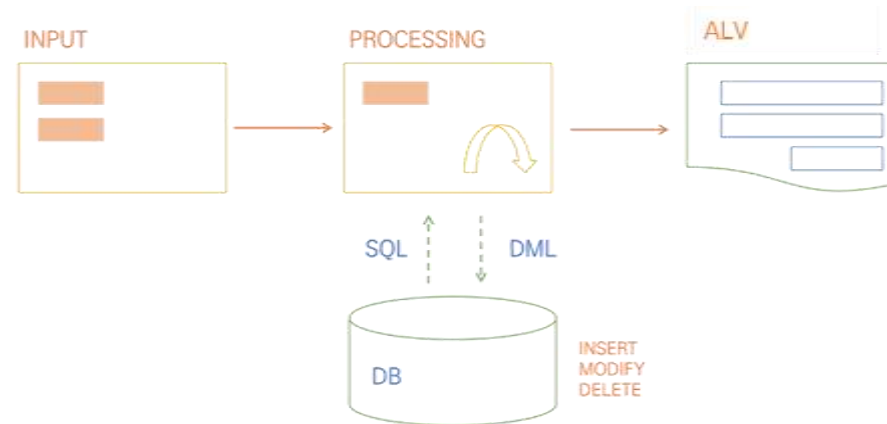 INPUT
PROCESSING
ALV
SQL
DML
DB
INSERT
MODIFY
DELETE